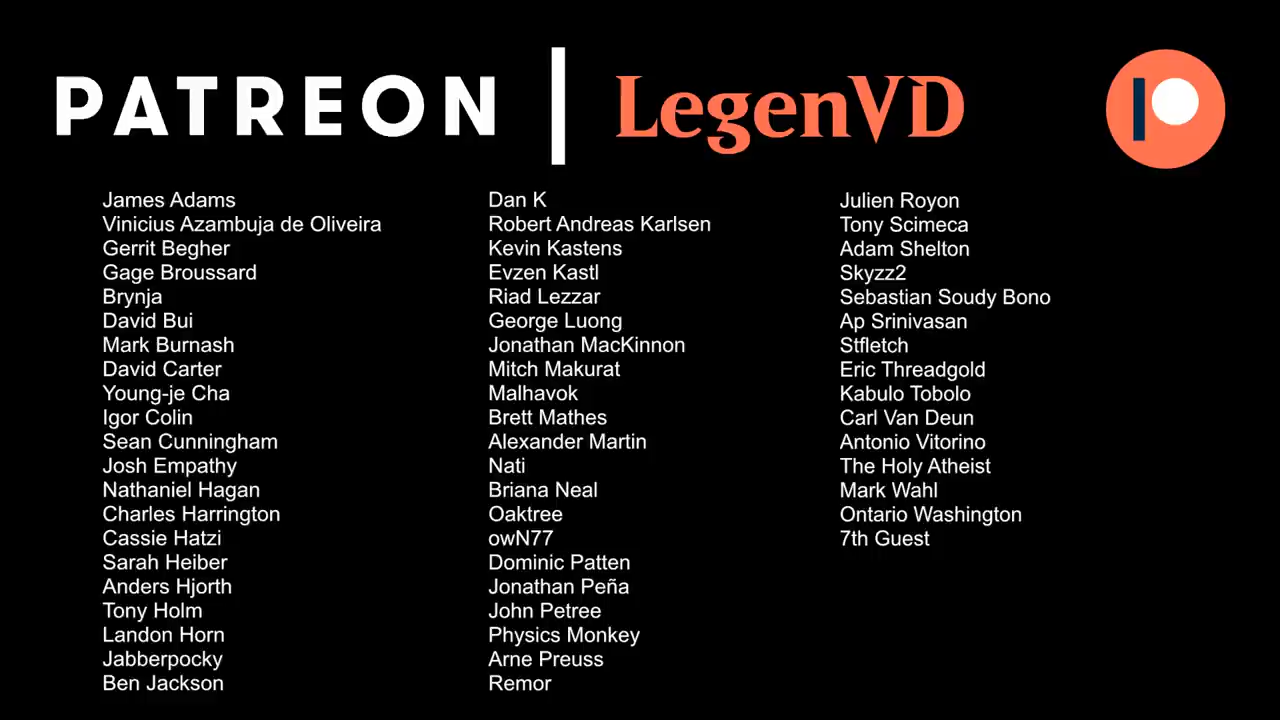 PATREON | LegenVD
James Adams
Vinicius Azambuja de Oliveira
Gerrit Begher
Gage Broussard
Brynja
David Bui
Mark Burnash
David Carter
Young-je Cha
Igor Colin
Sean Cunningham
Josh Empathy
Nathaniel Hagan
Charles Harrington
Cassie Hatzi
Sarah Heiber
Anders Hjorth
Tony Holm
Landon Horn
Jabberpocky
Ben Jackson
Dan K
Robert Andreas Karlsen
Kevin Kastens
Evzen Kastl
Riad Lezzar
George Luong
Jonathan MacKinnon
Mitch Makurat
Malhavok
Brett Mathes
Alexander Martin
Nati
Briana Neal
Oaktree
owN77
Dominic Patten
Jonathan Peña
John Petree
Physics Monkey
Arne Preuss
Remor
Julien Royon
Tony Scimeca
Adam Shelton
Skyzz2
Sebastian Soudy Bono
Ap Srinivasan
Stfletch
Eric Threadgold
Kabulo Tobolo
Carl Van Deun
Antonio Vitorino
The Holy Atheist
Mark Wahl
Ontario Washington
7th Guest